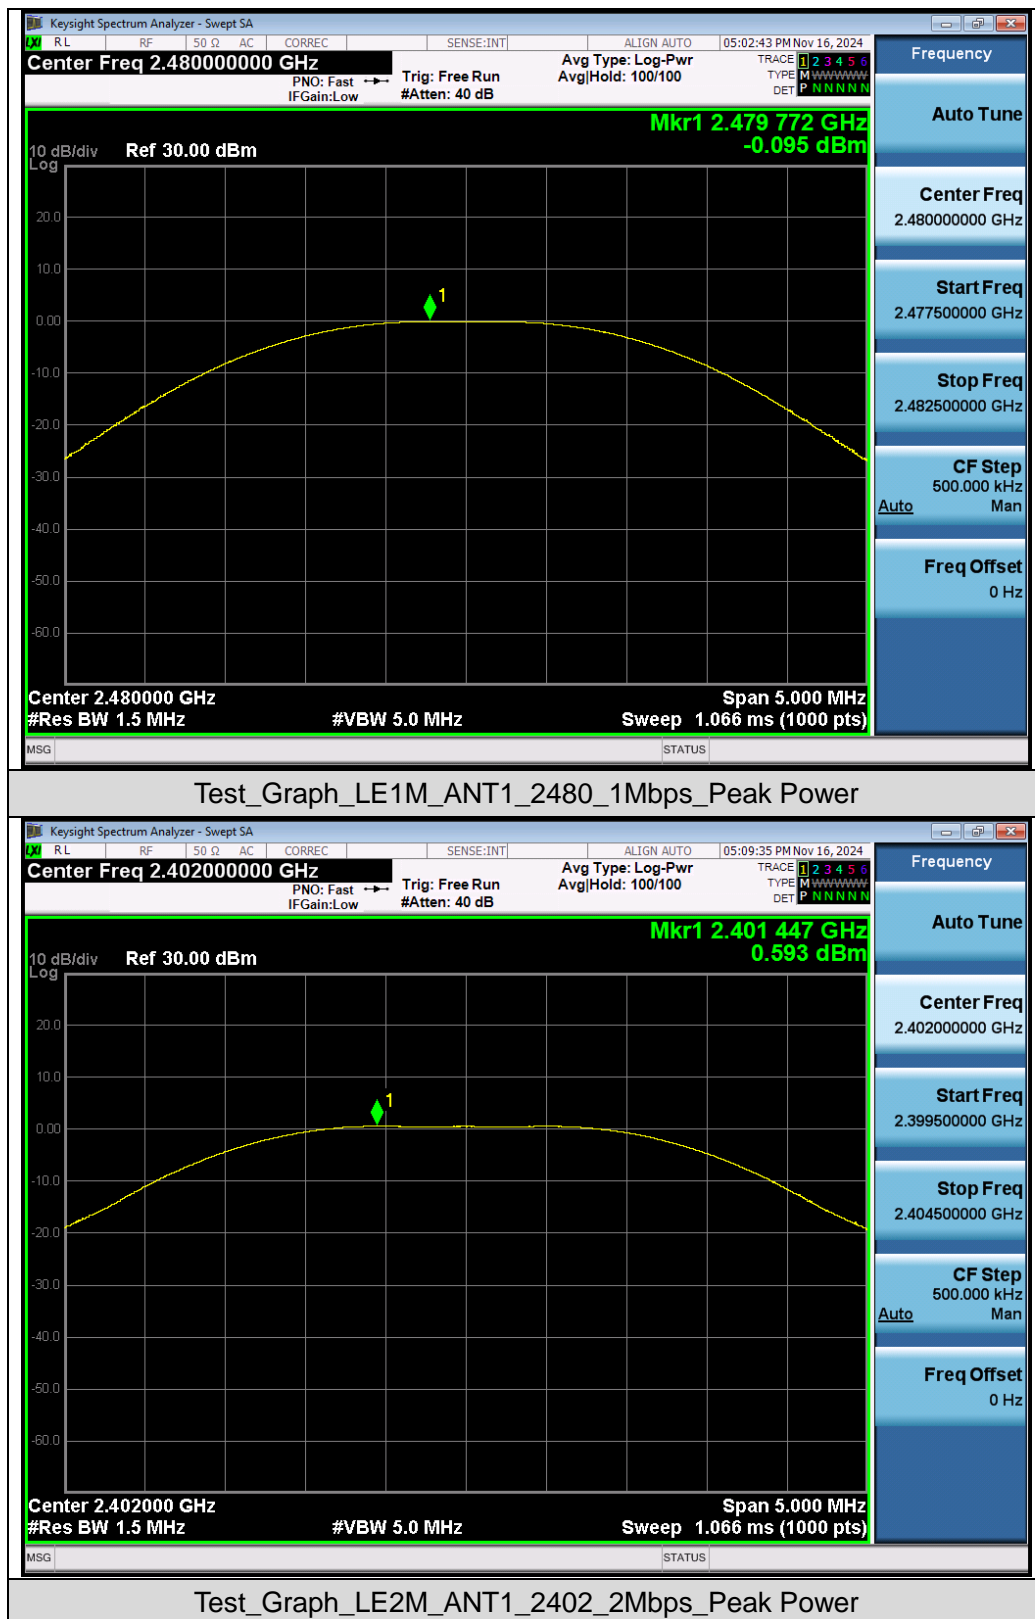 Keysight Spectrum Analyzer - Swept SA
LXI RL RF 50 Ω AC CORREC SENSE:INT ALIGN AUTO 05:02:43 PM Nov 16, 2024
Center Freq 2.480000000 GHz
PNO: Fast
IFGain:Low
Trig: Free Run
#Atten: 40 dB
Avg Type: Log-Pwr
Avg|Hold: 100/100
TRACE 1 2 3 4 5 6
TYPE M WWWWW
DET P N N N N N
Mkr1 2.479 772 GHz
-0.095 dBm
10 dB/div Ref 30.00 dBm
Log
20.0
10.0
1
0.00
-10.0
-20.0
-30.0
-40.0
-50.0
-60.0
Center 2.480000 GHz Span 5.000 MHz
#Res BW 1.5 MHz #VBW 5.0 MHz Sweep 1.066 ms (1000 pts)
MSG STATUS
Frequency
Auto Tune
Center Freq
2.480000000 GHz
Start Freq
2.477500000 GHz
Stop Freq
2.482500000 GHz
CF Step
500.000 kHz
Auto Man
Freq Offset
0 Hz
Test_Graph_LE1M_ANT1_2480_1Mbps_Peak Power
Keysight Spectrum Analyzer - Swept SA
LXI RL RF 50 Ω AC CORREC SENSE:INT ALIGN AUTO 05:09:35 PM Nov 16, 2024
Center Freq 2.402000000 GHz
PNO: Fast
IFGain:Low
Trig: Free Run
#Atten: 40 dB
Avg Type: Log-Pwr
Avg|Hold: 100/100
TRACE 1 2 3 4 5 6
TYPE M WWWWW
DET P N N N N N
Mkr1 2.401 447 GHz
0.593 dBm
10 dB/div Ref 30.00 dBm
Log
20.0
10.0
1
0.00
-10.0
-20.0
-30.0
-40.0
-50.0
-60.0
Center 2.402000 GHz Span 5.000 MHz
#Res BW 1.5 MHz #VBW 5.0 MHz Sweep 1.066 ms (1000 pts)
MSG STATUS
Frequency
Auto Tune
Center Freq
2.402000000 GHz
Start Freq
2.399500000 GHz
Stop Freq
2.404500000 GHz
CF Step
500.000 kHz
Auto Man
Freq Offset
0 Hz
Test_Graph_LE2M_ANT1_2402_2Mbps_Peak Power